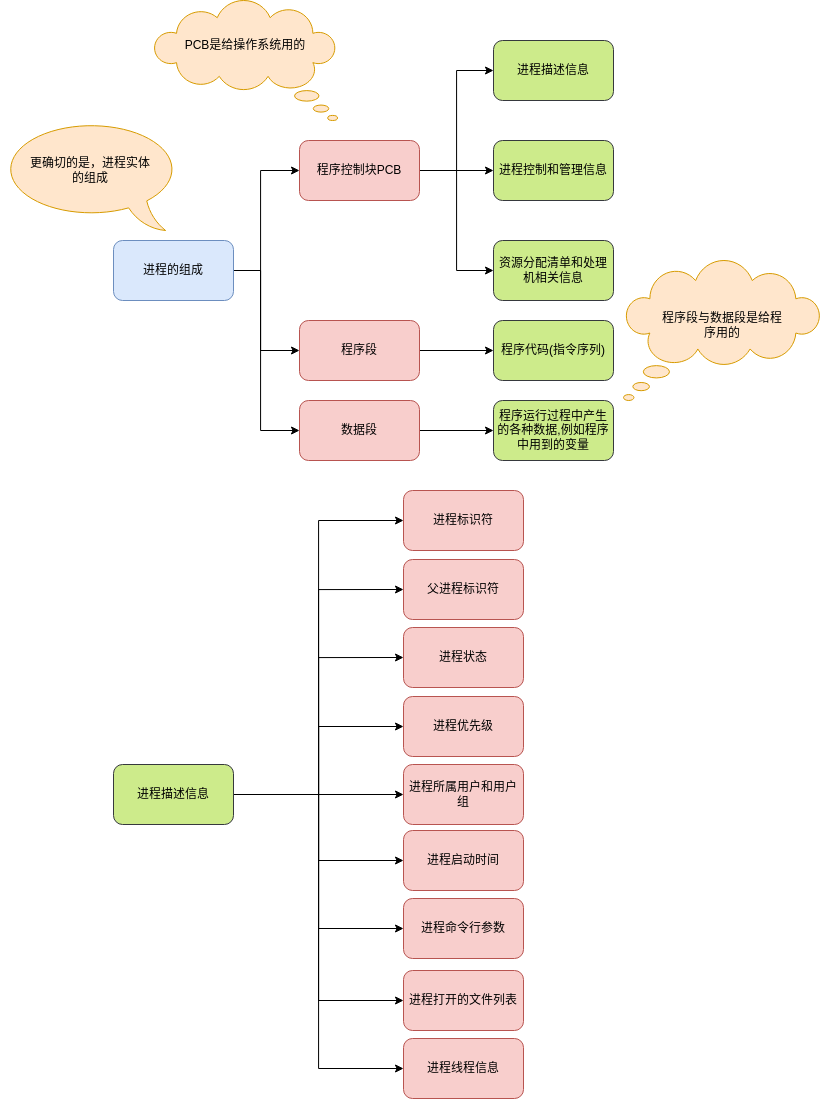 PCB是给操作系统用的
更确切的是，进程实体
的组成
进程的组成
程序控制块PCB
进程描述信息
进程控制和管理信息
资源分配清单和处理
机相关信息
程序段
程序代码(指令序列)
程序段与数据段是给程
序用的
数据段
程序运行过程中产生
的各种数据,例如程序
中用到的变量
进程描述信息
进程标识符
父进程标识符
进程状态
进程优先级
进程所属用户和用户
组
进程启动时间
进程命令行参数
进程打开的文件列表
进程线程信息